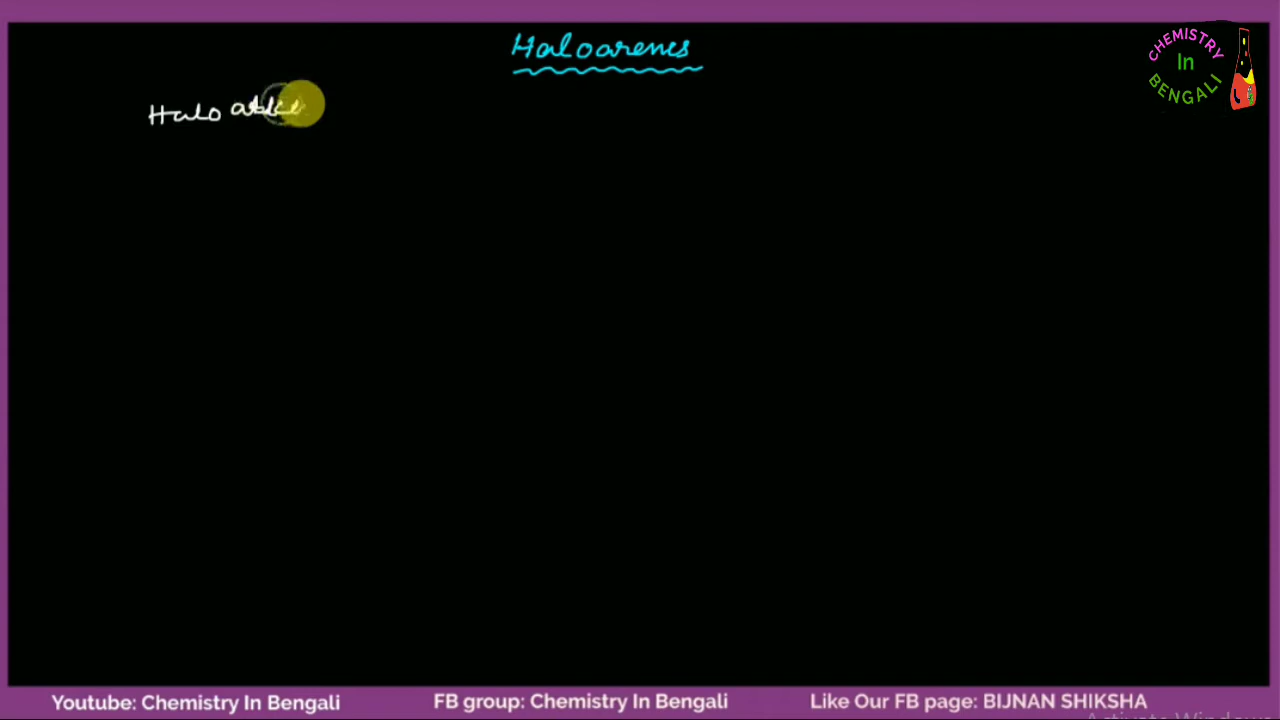 Haloarenes
CHEMISTRY
In
BENGALI
Halo
Youtube: Chemistry In Bengali
FB group: Chemistry In Bengali
Like Our FB page: BIJNAN SHIKSHA